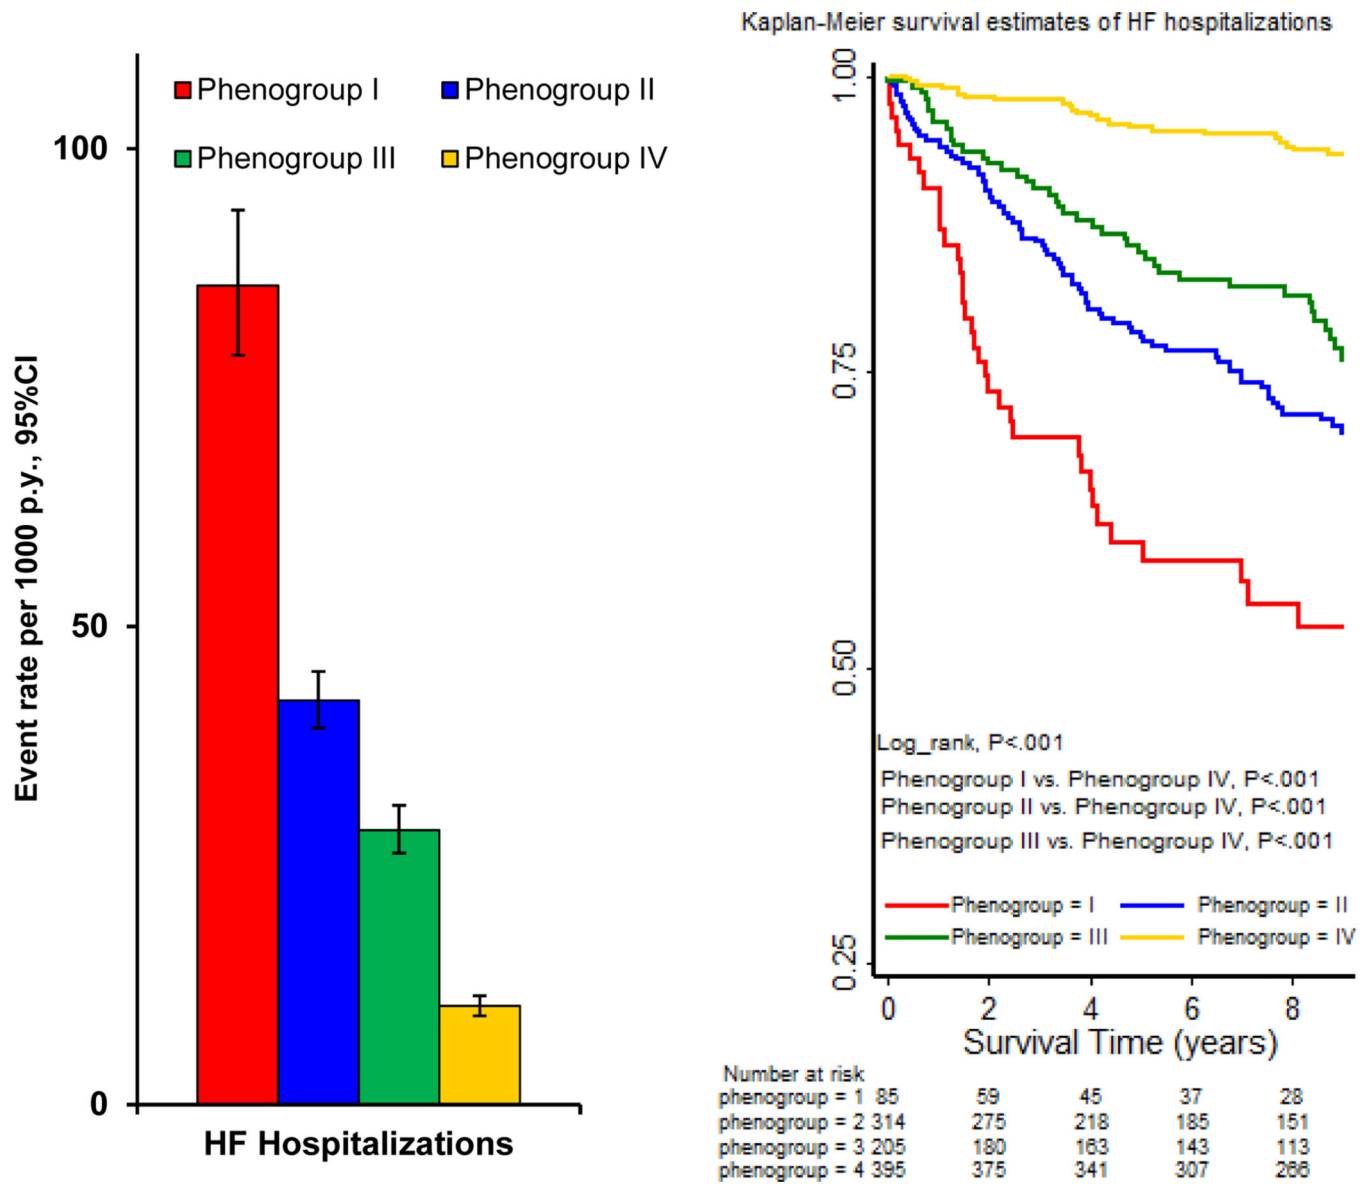 Phenogroup I Phenogroup II
Phenogroup III Phenogroup IV
100
50
0
Event rate per 1000 p.y., 95%CI
HF Hospitalizations
Kaplan-Meier survival estimates of HF hospitalizations
1.00
0.75
0.50
0.25
Log_rank, P<.001
Phenogroup I vs. Phenogroup IV, P<.001
Phenogroup II vs. Phenogroup IV, P<.001
Phenogroup III vs. Phenogroup IV, P<.001
Phenogroup = I Phenogroup = II
Phenogroup = III Phenogroup = IV
0 2 4 6 8
Survival Time (years)
Number at risk
phenogroup = 1 85 59 45 37 28
phenogroup = 2 314 275 218 185 151
phenogroup = 3 205 180 163 143 113
phenogroup = 4 395 375 341 307 266